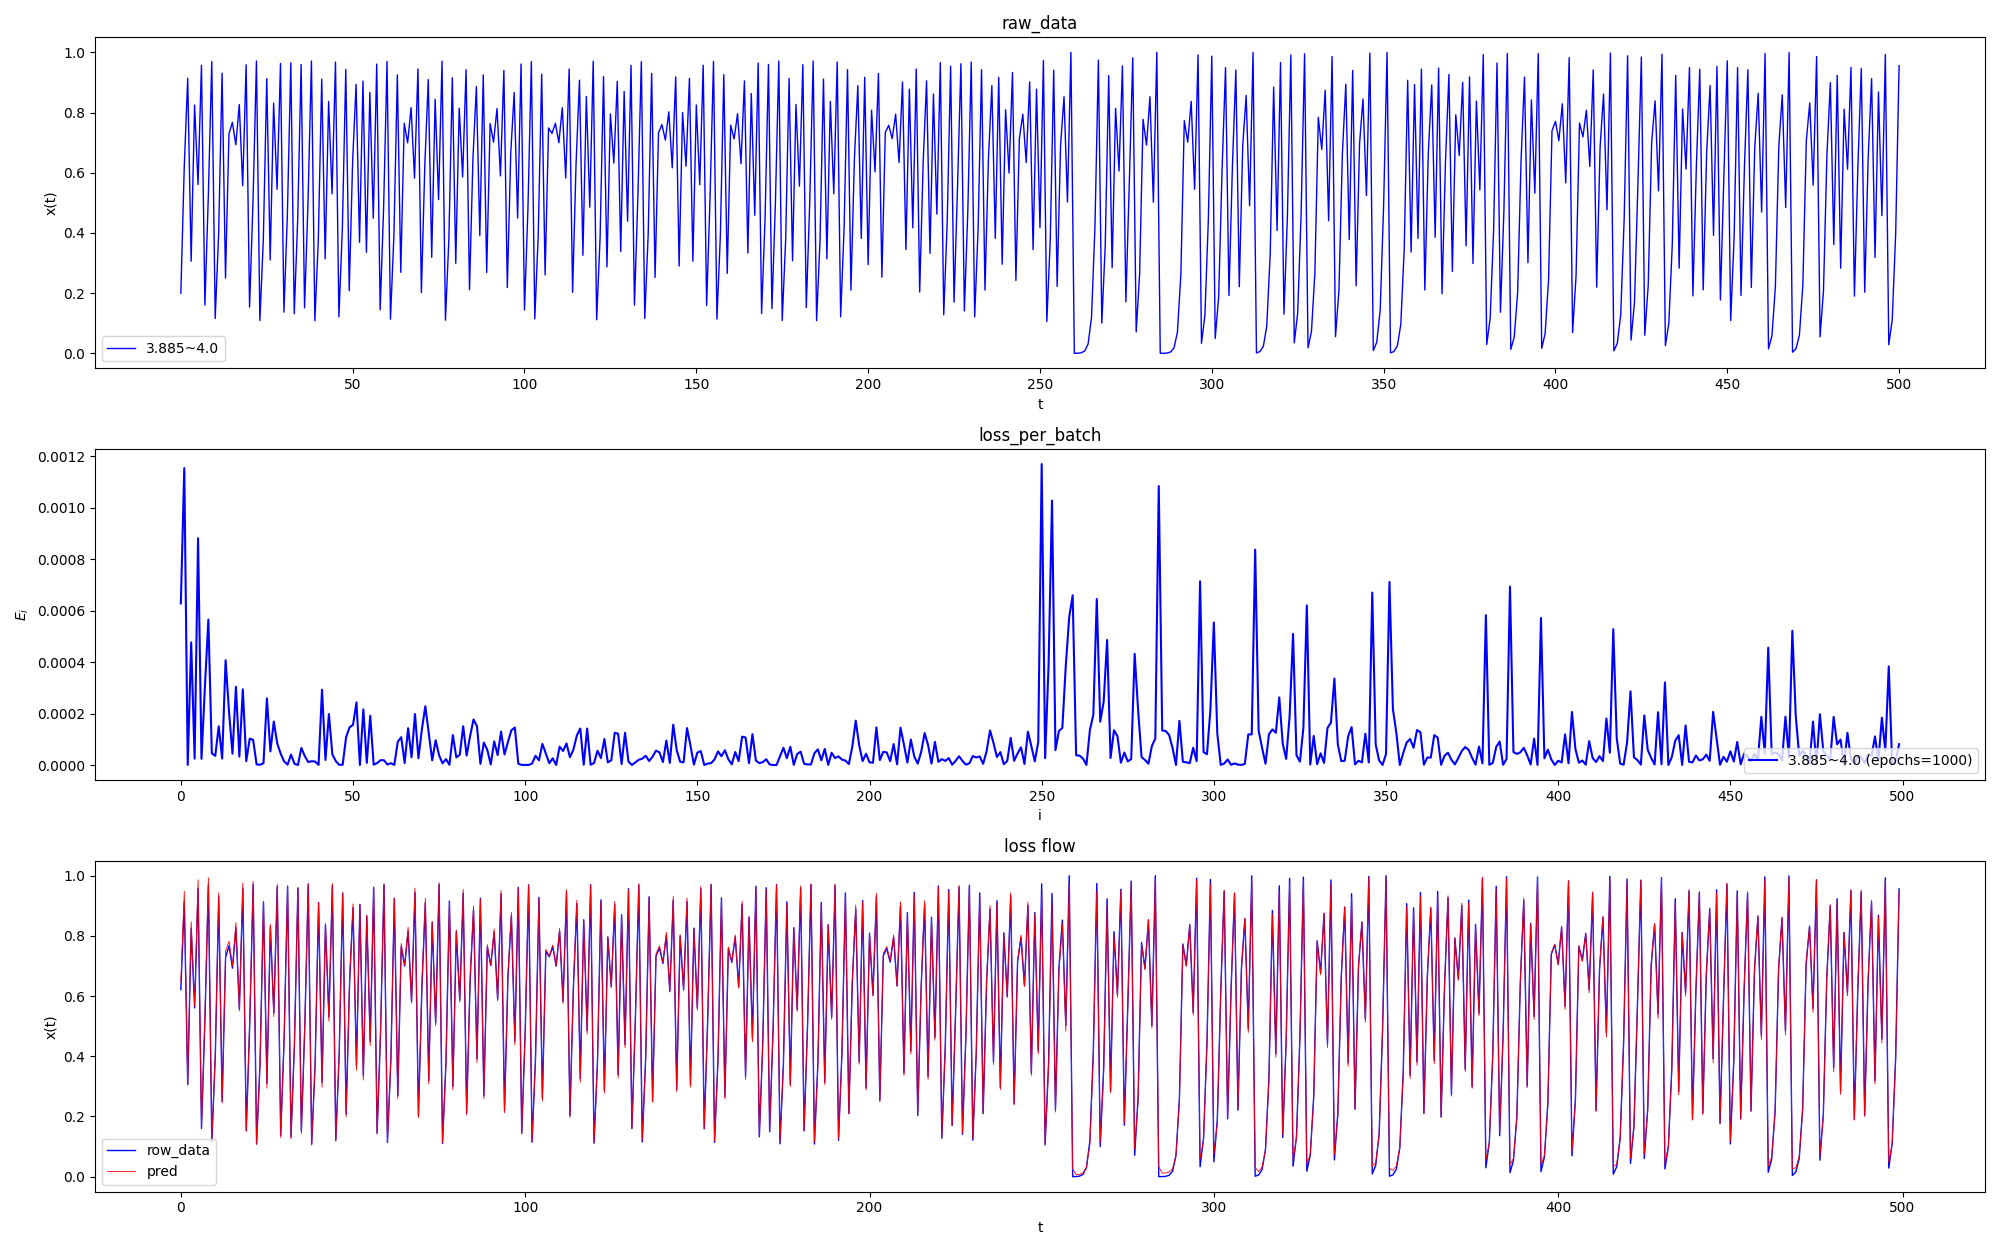 raw_data
x(t)
1.0
0.8
0.6
0.4
0.2
0.0
3.885~4.0
50 100 150 200 250 300 350 400 450 500
t
loss_per_batch
E_i
0.0012
0.0010
0.0008
0.0006
0.0004
0.0002
0.0000
3.885~4.0 (epochs=1000)
0 50 100 150 200 250 300 350 400 450 500
i
loss flow
x(t)
1.0
0.8
0.6
0.4
0.2
0.0
row_data
pred
0 100 200 300 400 500
t